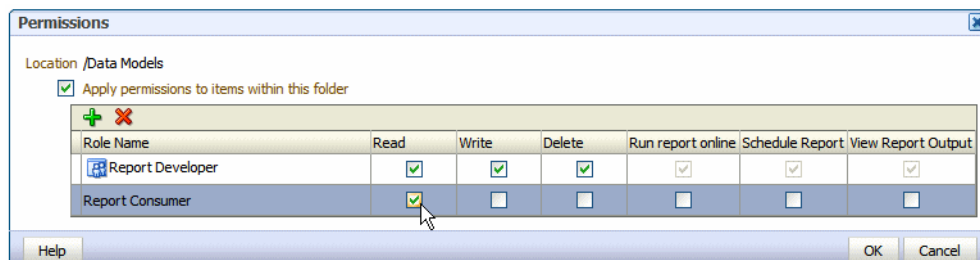 Permissions
Location /Data Models
Apply permissions to items within this folder
Role Name Read Write Delete Run report online Schedule Report View Report Output
Report Developer
Report Consumer
Help OK Cancel